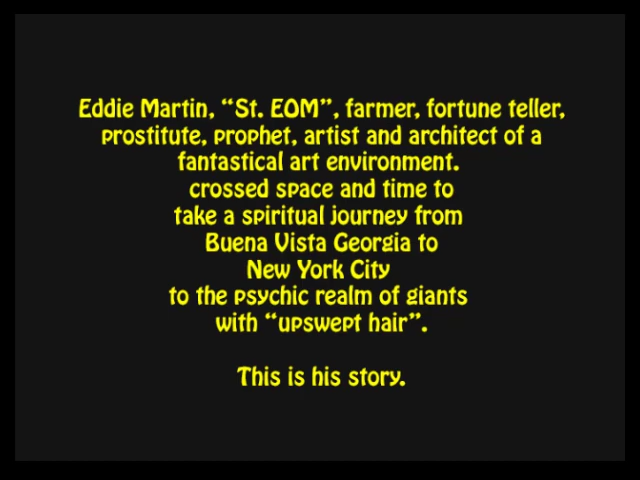 Eddie Martin, “St. EOM”, farmer, fortune teller,
prostitute, prophet, artist and architect of a
fantastical art environment.
crossed space and time to
take a spiritual journey from
Buena Vista Georgia to
New York City
to the psychic realm of giants
with “upswept hair”.
This is his story.